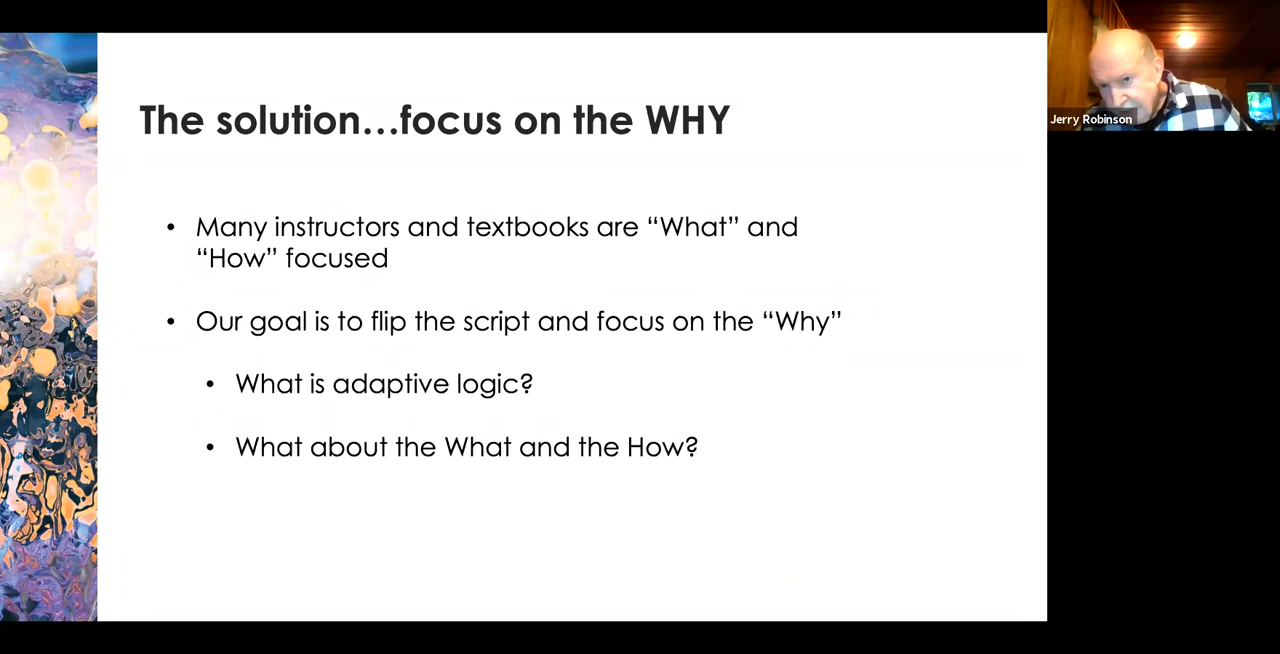 The solution…focus on the WHY
• Many instructors and textbooks are “What” and
“How” focused
• Our goal is to flip the script and focus on the “Why”
• What is adaptive logic?
• What about the What and the How?
Jerry Robinson